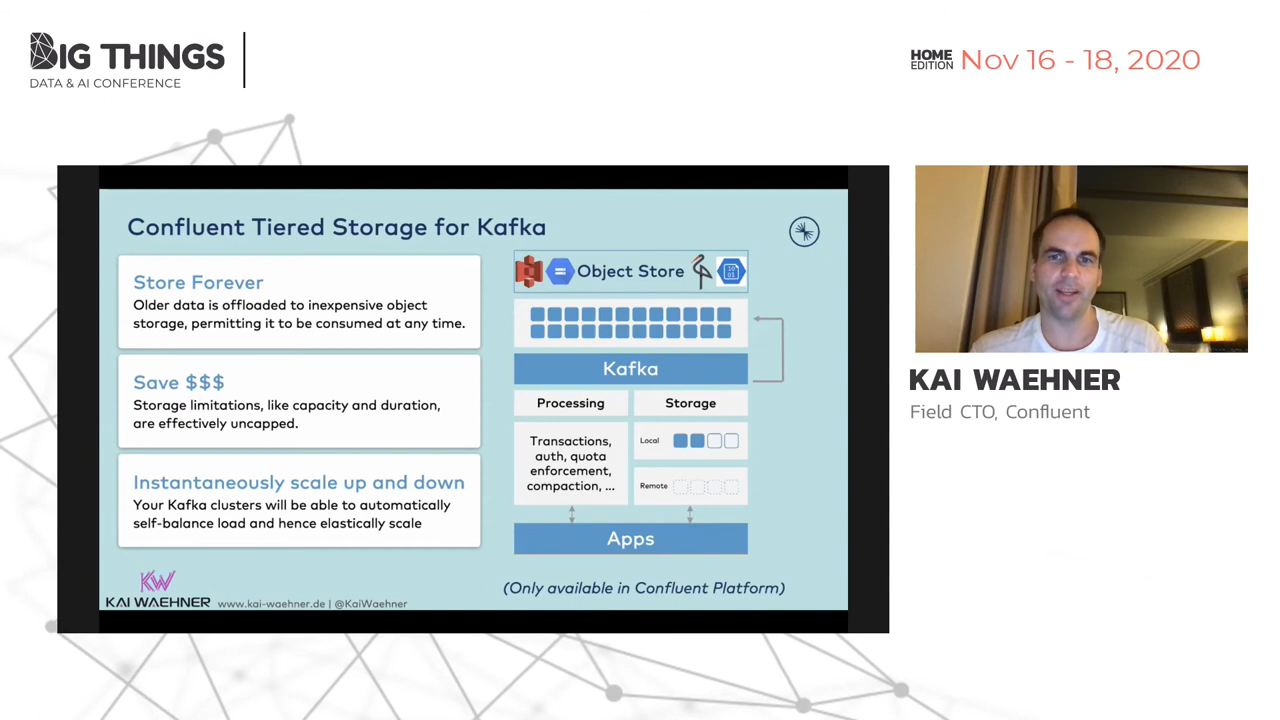 BIG THINGS
DATA & AI CONFERENCE
HOME
EDITION
Nov 16 - 18, 2020
Confluent Tiered Storage for Kafka
Store Forever
Older data is offloaded to inexpensive object
storage, permitting it to be consumed at any time.
Save $$$
Storage limitations, like capacity and duration,
are effectively uncapped.
Instantaneously scale up and down
Your Kafka clusters will be able to automatically
self-balance load and hence elastically scale
Object Store
10
01
Kafka
Processing
Storage
Transactions,
auth, quota
enforcement,
compaction, ...
Local
Remote
Apps
(Only available in Confluent Platform)
KW
KAI WAEHNER
www.kai-waehner.de | @KaiWaehner
KAI WAEHNER
Field CTO, Confluent